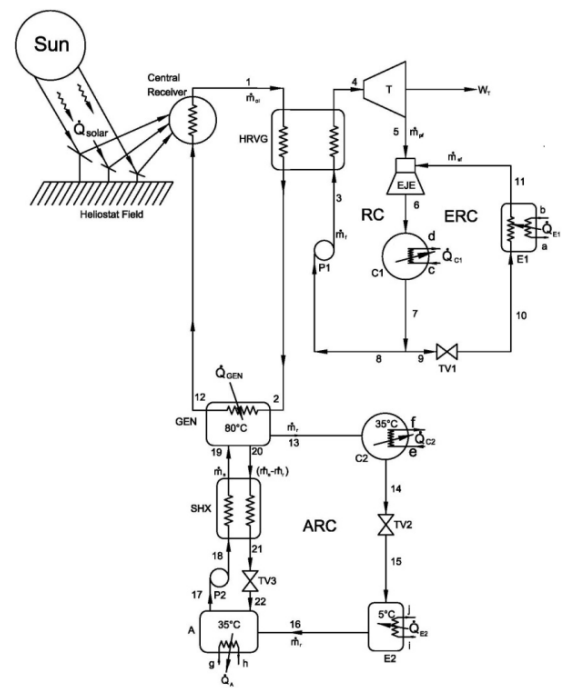 Sun
Q̇solar
Central
Receiver
Heliostat Field
1
ṁsf
HRVG
4
T
WT
5
ṁpf
ṁsf
EJE
6
11
3
RC
ERC
b
Q̇E1
a
E1
ṁr
P1
d
Q̇C1
c
C1
7
10
8
9
TV1
Q̇GEN
12
2
GEN
80°C
ṁr
13
35°C
f
Q̇C2
e
C2
19
20
ṁs
(ṁs-ṁr)
SHX
14
ARC
TV2
18
21
15
17
P2
TV3
22
A
35°C
16
ṁr
5°C
j
Q̇E2
i
E2
g
h
Q̇A